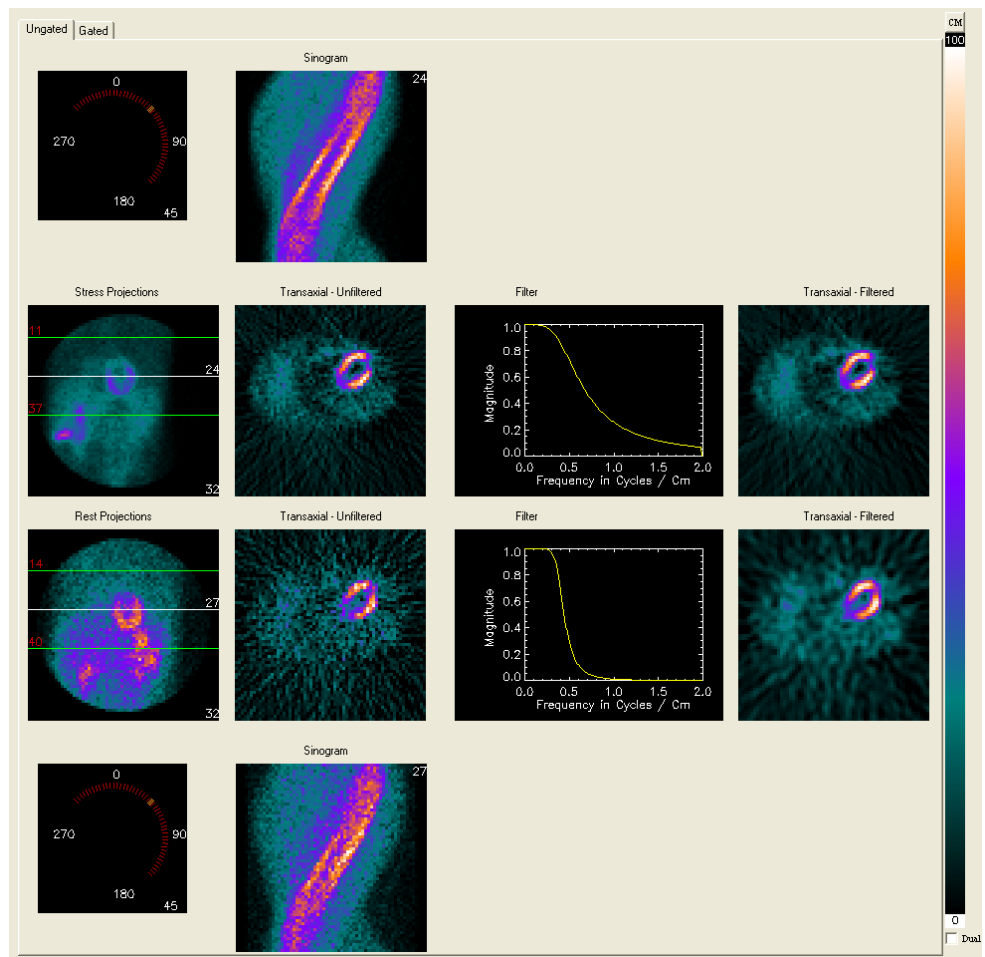 Ungated Gated
CM
100
Sinogram
0
270
90
180
45
24
Stress Projections Transaxial - Unfiltered Filter Transaxial - Filtered
11
24
37
32
1.0
0.8
0.6
0.4
0.2
0.0
Magnitude
0.0 0.5 1.0 1.5 2.0
Frequency in Cycles / Cm
Rest Projections Transaxial - Unfiltered Filter Transaxial - Filtered
14
27
40
32
1.0
0.8
0.6
0.4
0.2
0.0
Magnitude
0.0 0.5 1.0 1.5 2.0
Frequency in Cycles / Cm
Sinogram
0
270
90
180
45
27
0
Dual